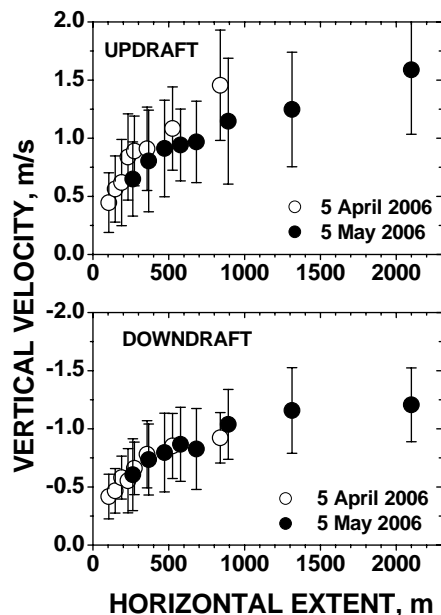 VERTICAL VELOCITY, m/s
2.0
UPDRAFT
1.5
1.0
0.5
5 April 2006
5 May 2006
0.0
0 500 1000 1500 2000
-2.0
DOWNDRAFT
-1.5
-1.0
-0.5
5 April 2006
5 May 2006
0.0
0 500 1000 1500 2000
HORIZONTAL EXTENT, m